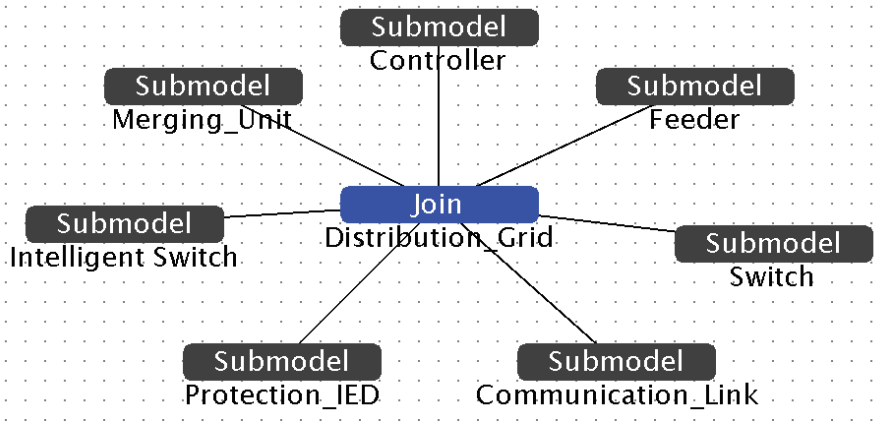 Submodel
Controller
Submodel
Merging_Unit
Submodel
Feeder
Join
Distribution_Grid
Submodel
Intelligent Switch
Submodel
Switch
Submodel
Protection_IED
Submodel
Communication_Link